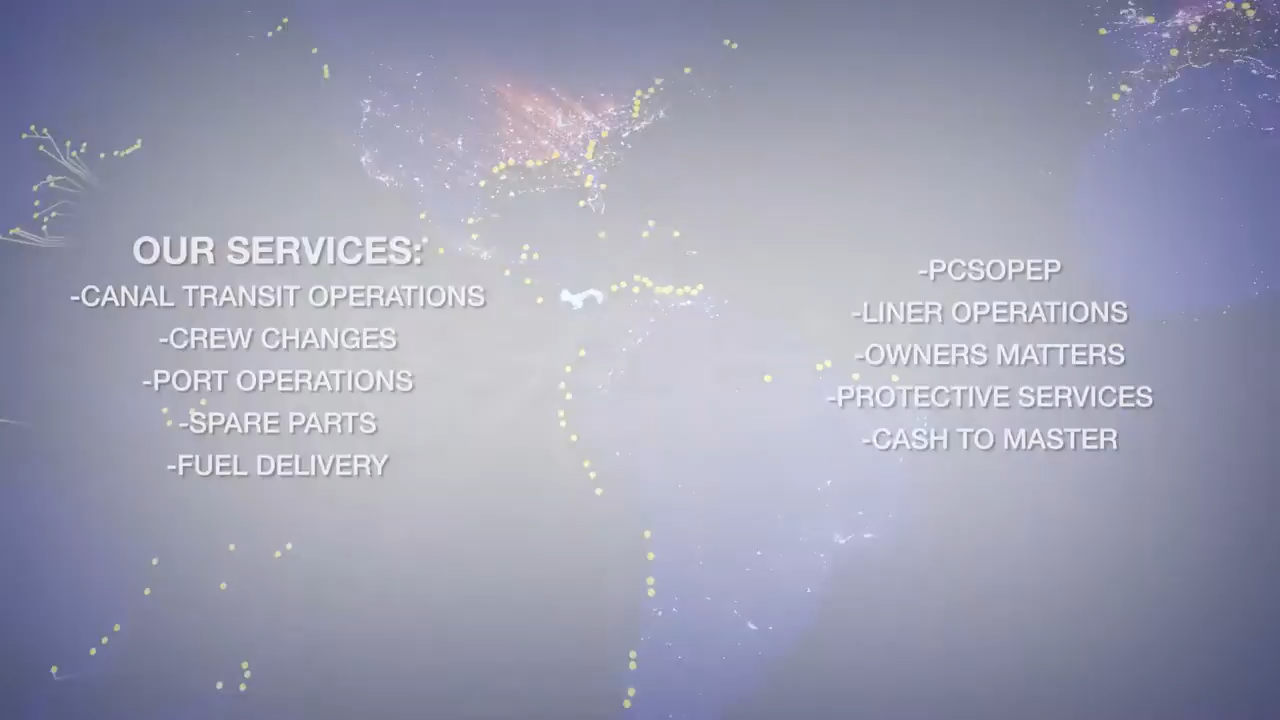 OUR SERVICES:
-CANAL TRANSIT OPERATIONS
-CREW CHANGES
-PORT OPERATIONS
-SPARE PARTS
-FUEL DELIVERY
-PCSOPEP
-LINER OPERATIONS
-OWNERS MATTERS
-PROTECTIVE SERVICES
-CASH TO MASTER